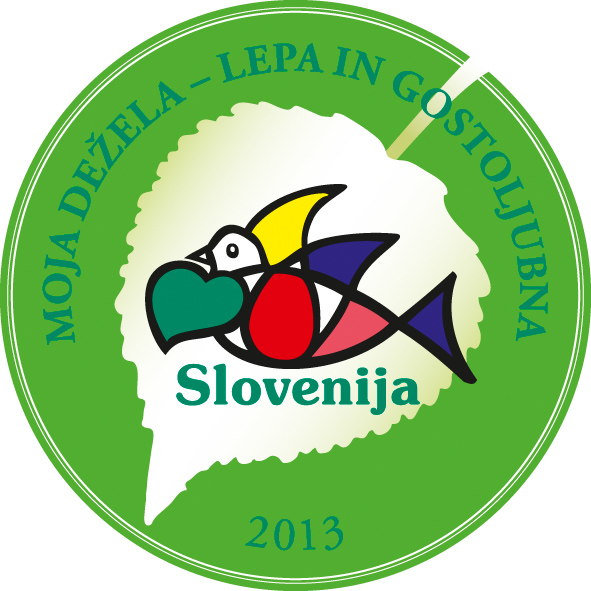 MOJA DEŽELA – LEPA IN GOSTOLJUBNA
Slovenija
2013